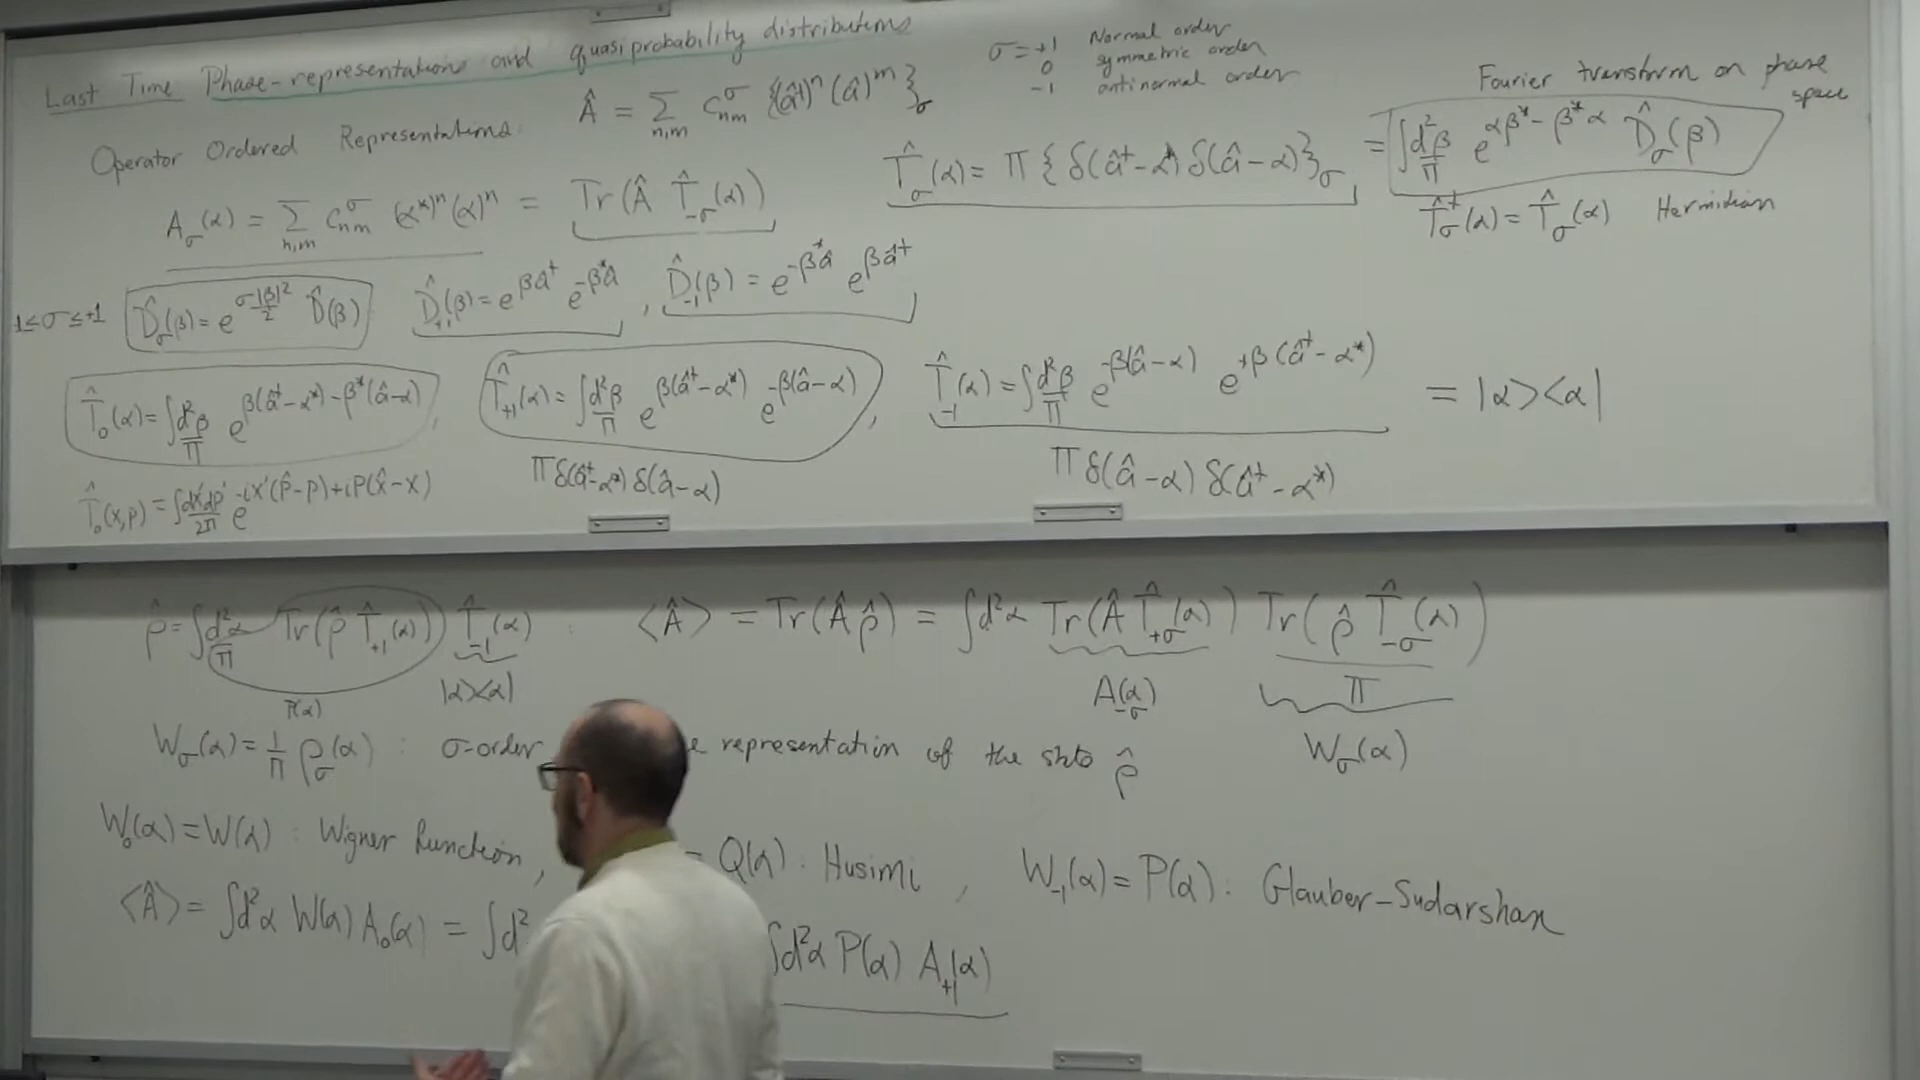 Last Time Phase-representations and quasiprobability distributions
σ = +1 Normal order
0 symmetric order
-1 antinormal order
Operator Ordered Representations: Â = Σ_{n,m} C^σ_{nm} {(â†)^n (â)^m}_σ
Fourier transform on phase space
A_σ(α) = Σ_{n,m} C^σ_{nm} (α*)^n (α)^n = Tr(Â T̂_{-σ}(α))
T̂_σ(α) = π {δ(â†-α) δ(â-α)}_σ = ∫ d²β/π e^{αβ*-β*α} D̂_σ(β)
T̂†_σ(α) = T̂_σ(α) Hermitian
1≤σ≤+1 D̂_σ(β) = e^{σ|β|²/2} D̂(β) D̂_{+1}(β) = e^{βâ†} e^{-β*â} , D̂_{-1}(β) = e^{-β*â} e^{βâ†}
T̂_0(α) = ∫ d²β/π e^{β(â†-α*)-β*(â-α)} , T̂_{+1}(α) = ∫ d²β/π e^{β(â†-α*)} e^{-β(â-α)} , T̂_{-1}(α) = ∫ d²β/π e^{-β(â-α)} e^{+β(â†-α*)} = |α><α|
T̂_0(x,p) = ∫ dx'dp'/2π e^{-ix'(p̂-p)+ip(x̂-x)} π δ(â†-α*) δ(â-α) π δ(â-α) δ(â†-α*)
ρ̂ = ∫ d²α/π Tr(ρ̂ T̂_{+1}(α)) T̂_{-1}(α) : <Â> = Tr(Âρ̂) = ∫d²α Tr(Â T̂_{+σ}(α)) Tr(ρ̂ T̂_{-σ}(α))/π
P(α) |α><α| A_{-σ}(α) W_σ(α)
W_σ(α) = 1/π ρ_σ(α) : σ-order representation of the ρ̂
W_0(α) = W(α) : Wigner function, = Q(α) : Husimi , W_{-1}(α) = P(α) : Glauber-Sudarshan
<Â> = ∫d²α W(α) A_0(α) = ∫d² ∫d²α P(α) A_{+1}(α)